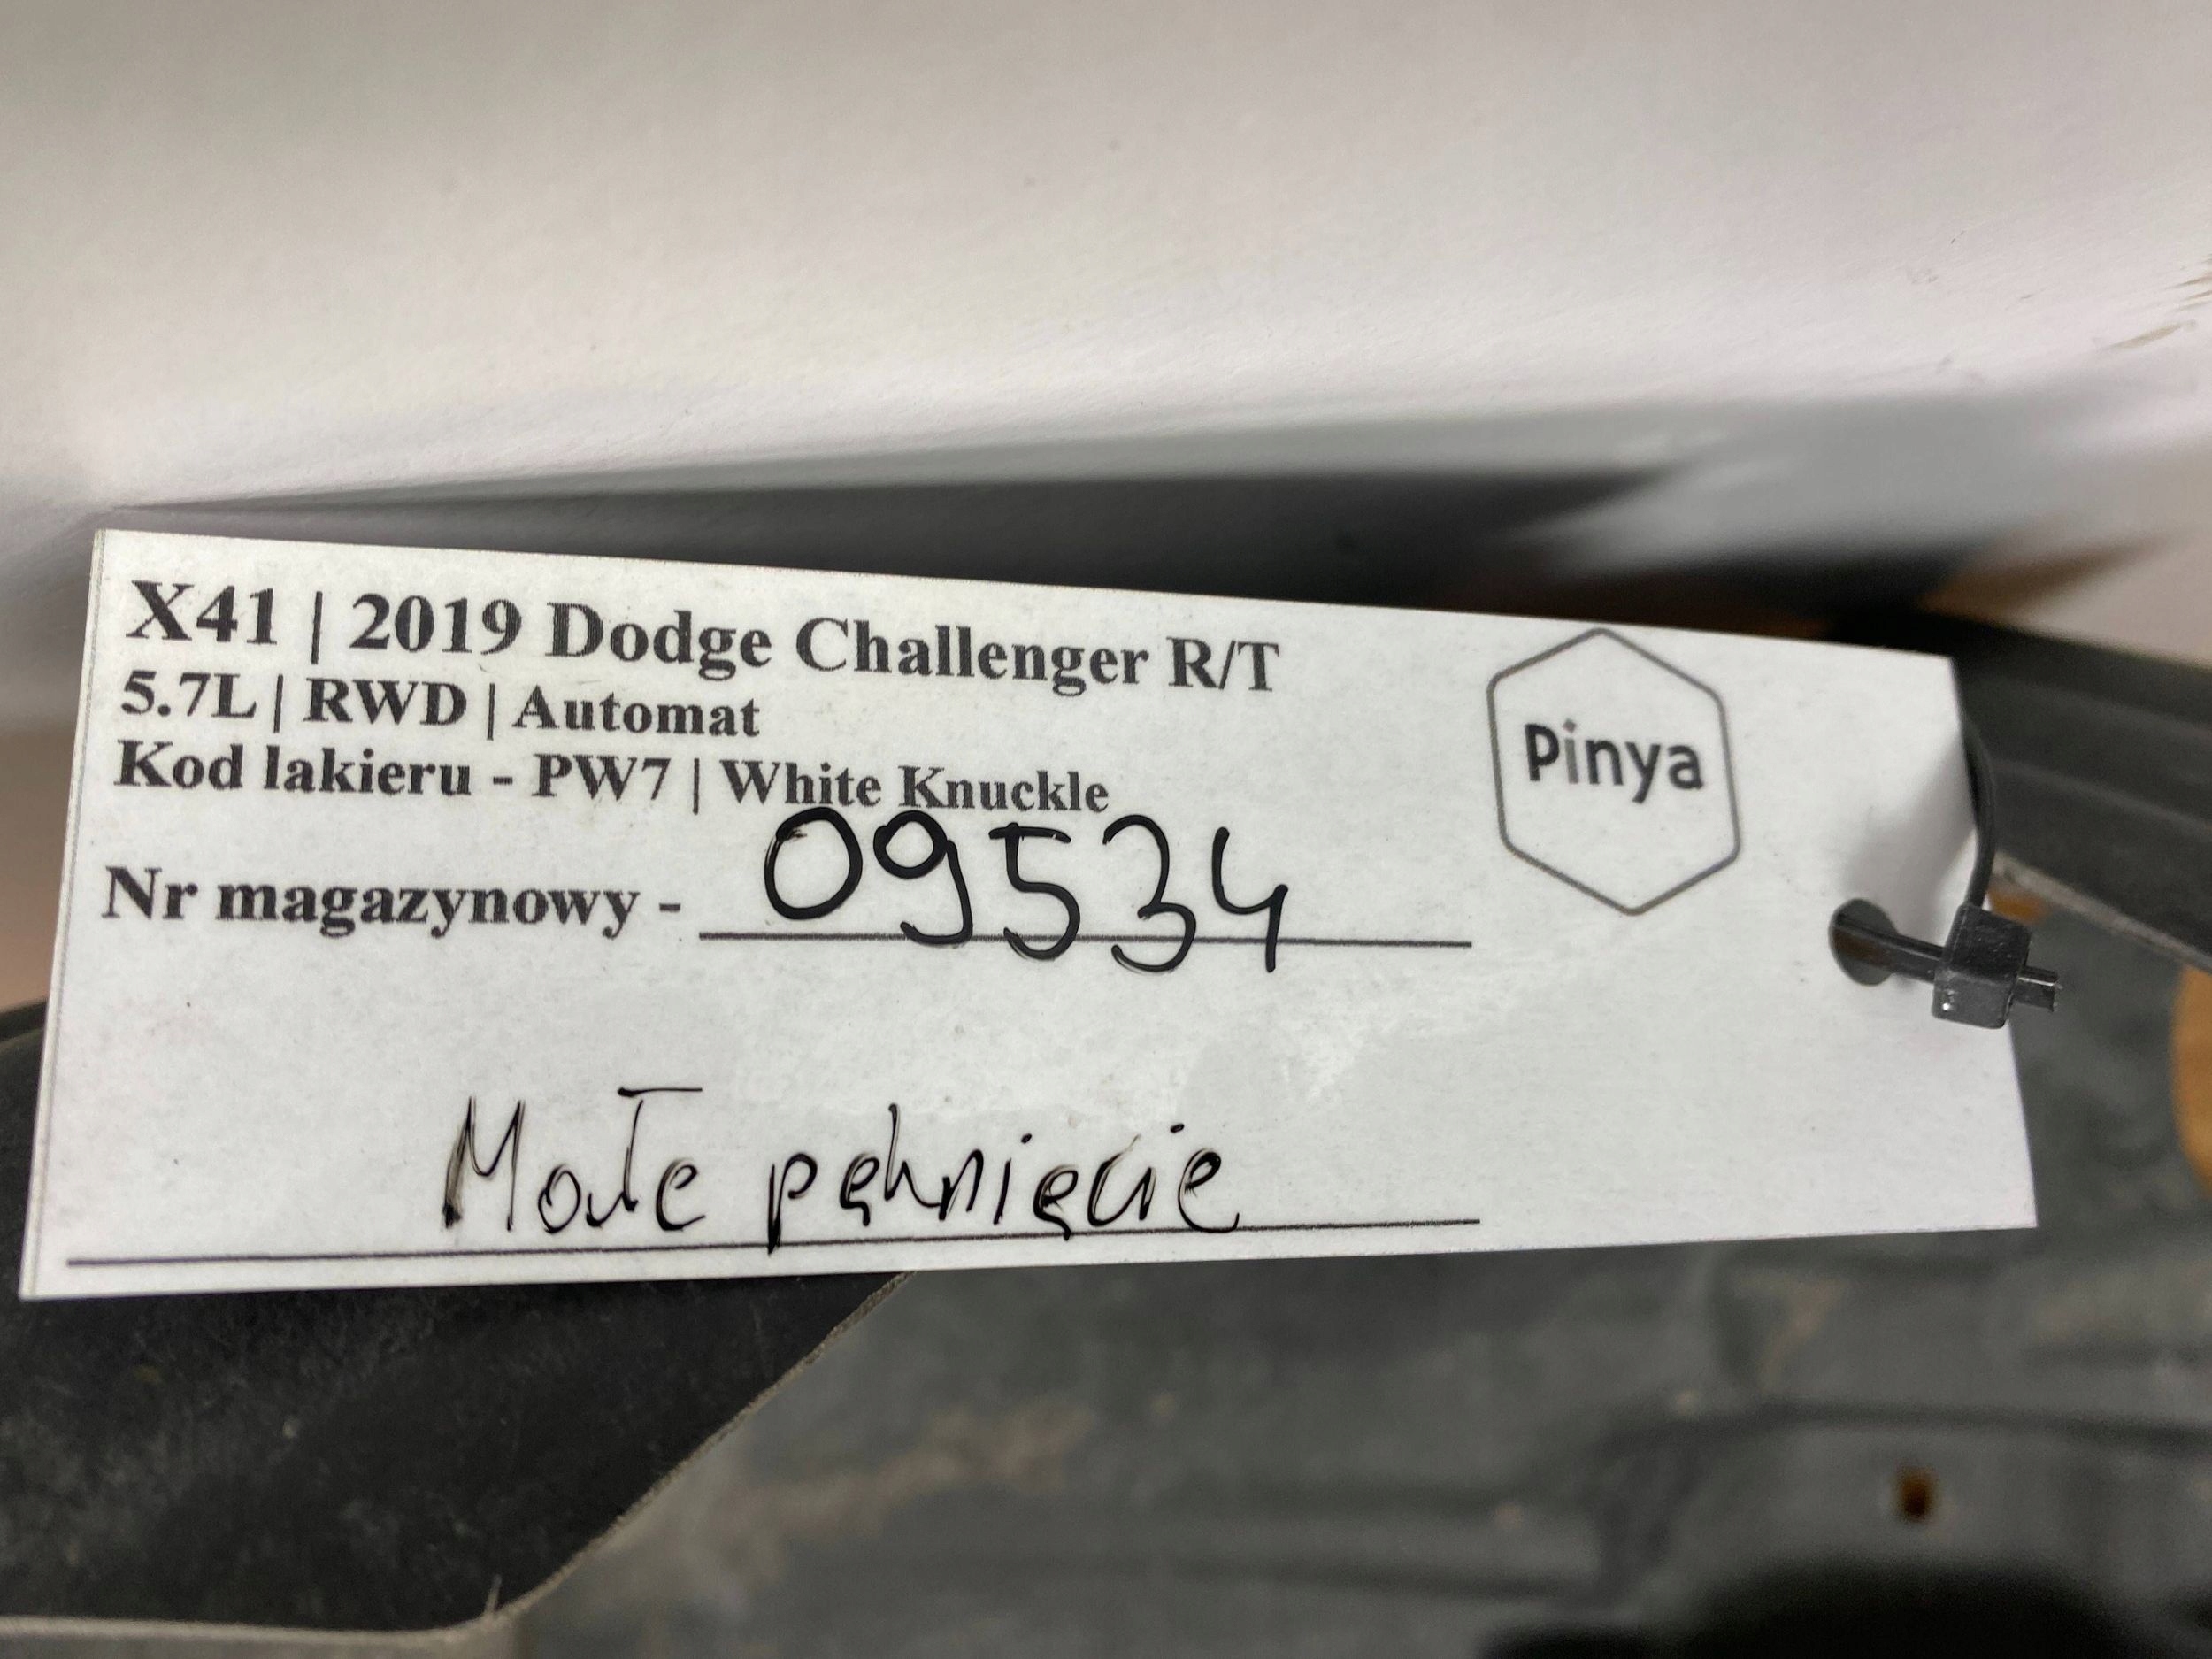 X41 | 2019 Dodge Challenger R/T
5.7L | RWD | Automat
Kod lakieru - PW7 | White Knuckle
Nr magazynowy - 09534
Pinya
Małe pęknięcie